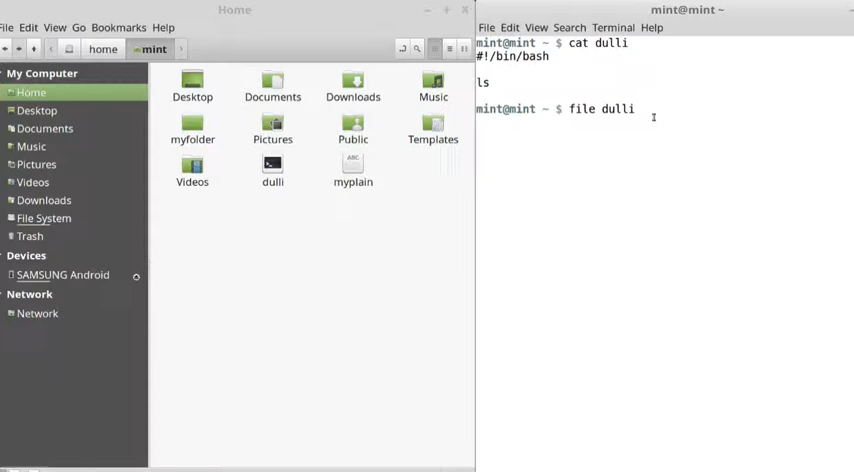 Home
File Edit View Go Bookmarks Help
home mint
My Computer
Home
Desktop
Documents
Music
Pictures
Videos
Downloads
File System
Trash
Devices
SAMSUNG Android
Network
Network
Desktop Documents Downloads Music
myfolder Pictures Public Templates
ABC
Videos dulli myplain
mint@mint ~
File Edit View Search Terminal Help
mint@mint ~ $ cat dulli
#!/bin/bash
ls
mint@mint ~ $ file dulli